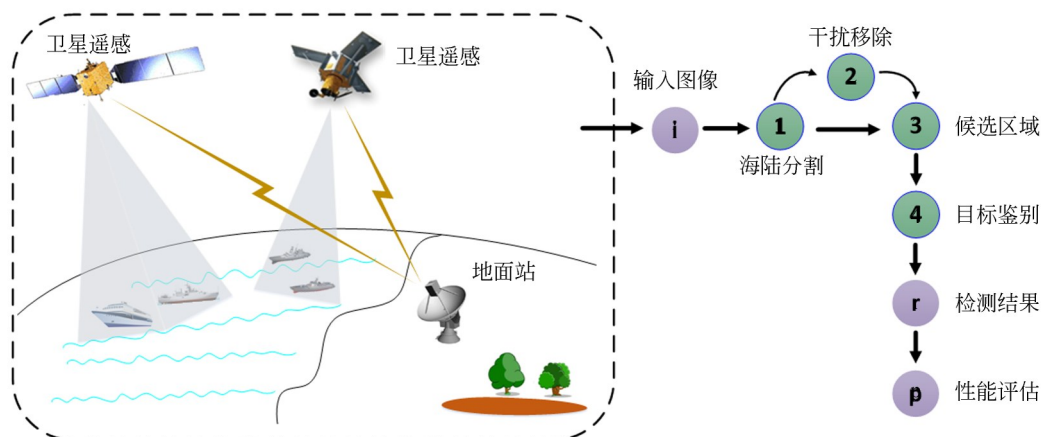 卫星遥感
卫星遥感
地面站
输入图像
i
1
海陆分割
干扰移除
2
3
候选区域
4
目标鉴别
r
检测结果
p
性能评估